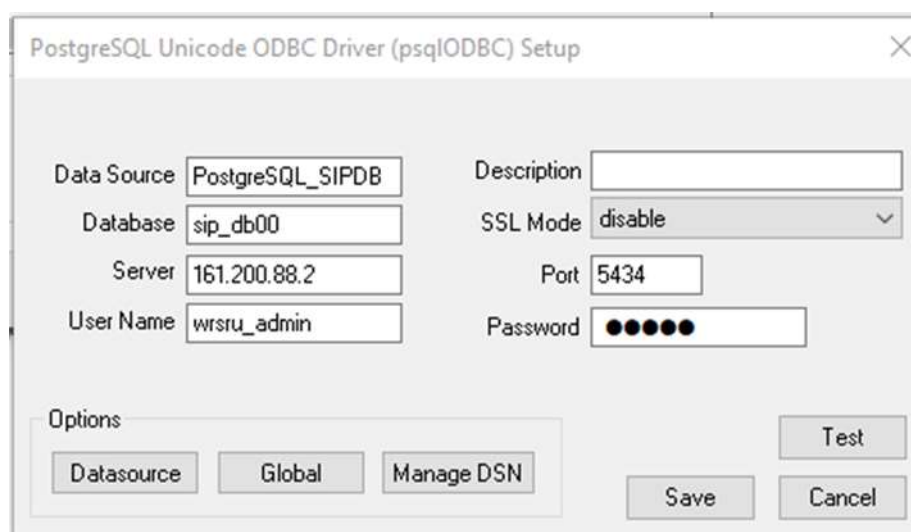 PostgreSQL Unicode ODBC Driver (psqlODBC) Setup
Data Source PostgreSQL_SIPDB
Description
Database sip_db00
SSL Mode disable
Server 161.200.88.2
Port 5434
User Name wrsru_admin
Password ●●●●●
Options
Datasource Global Manage DSN
Test
Save Cancel